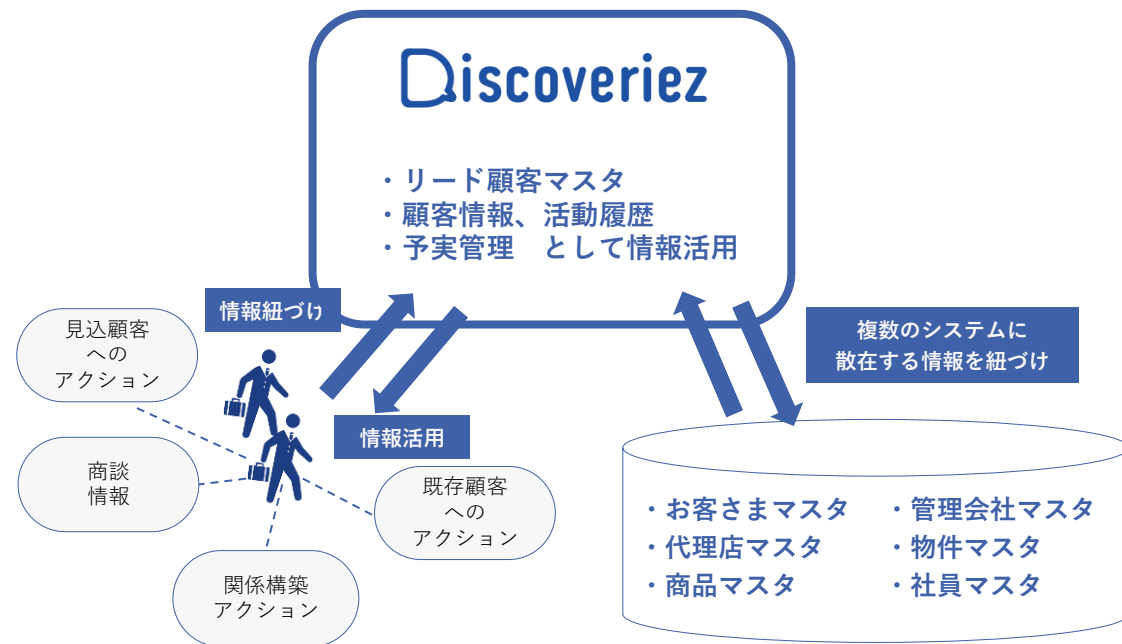 Discoveriez
・リード顧客マスタ
・顧客情報、活動履歴
・予実管理　として情報活用
情報紐づけ
複数のシステムに
散在する情報を紐づけ
見込顧客
への
アクション
情報活用
商談
情報
既存顧客
への
アクション
関係構築
アクション
・お客さまマスタ
・代理店マスタ
・商品マスタ
・管理会社マスタ
・物件マスタ
・社員マスタ